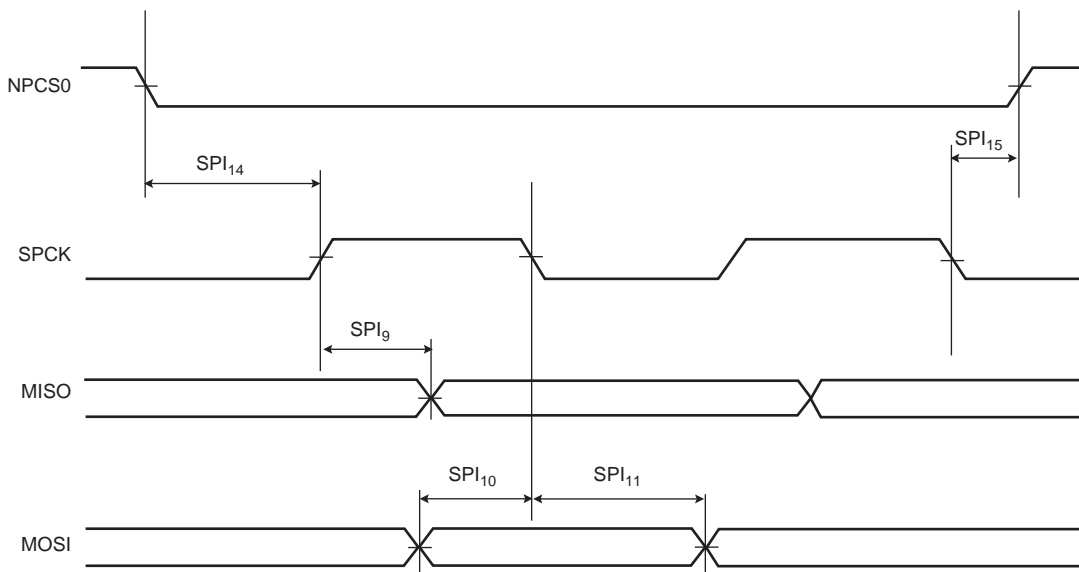 NPCS0
SPI₁₄
SPI₁₅
SPCK
SPI₉
MISO
SPI₁₀
SPI₁₁
MOSI